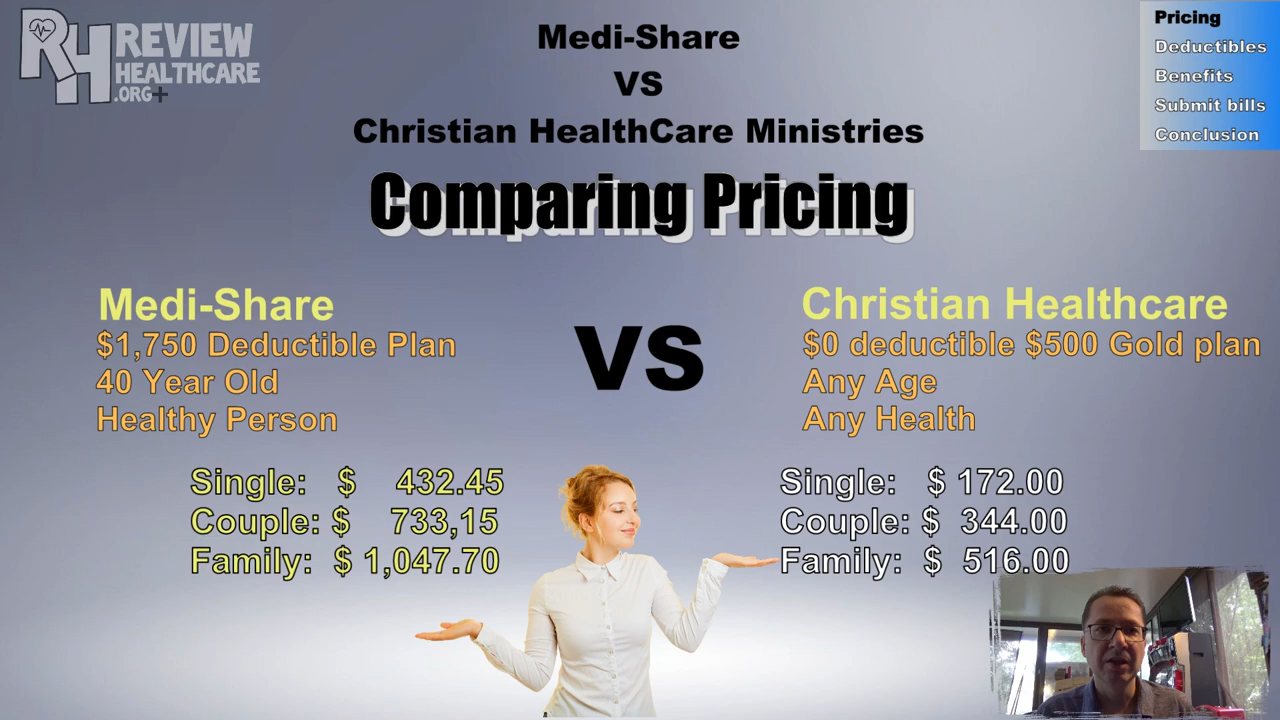 RH REVIEW
HEALTHCARE
.ORG+
Medi-Share
VS
Christian HealthCare Ministries
Comparing Pricing
Pricing
Deductibles
Benefits
Submit bills
Conclusion
Medi-Share
$1,750 Deductible Plan
40 Year Old
Healthy Person
Single: $ 432.45
Couple: $ 733,15
Family: $ 1,047.70
VS
Christian Healthcare
$0 deductible $500 Gold plan
Any Age
Any Health
Single: $ 172.00
Couple: $ 344.00
Family: $ 516.00